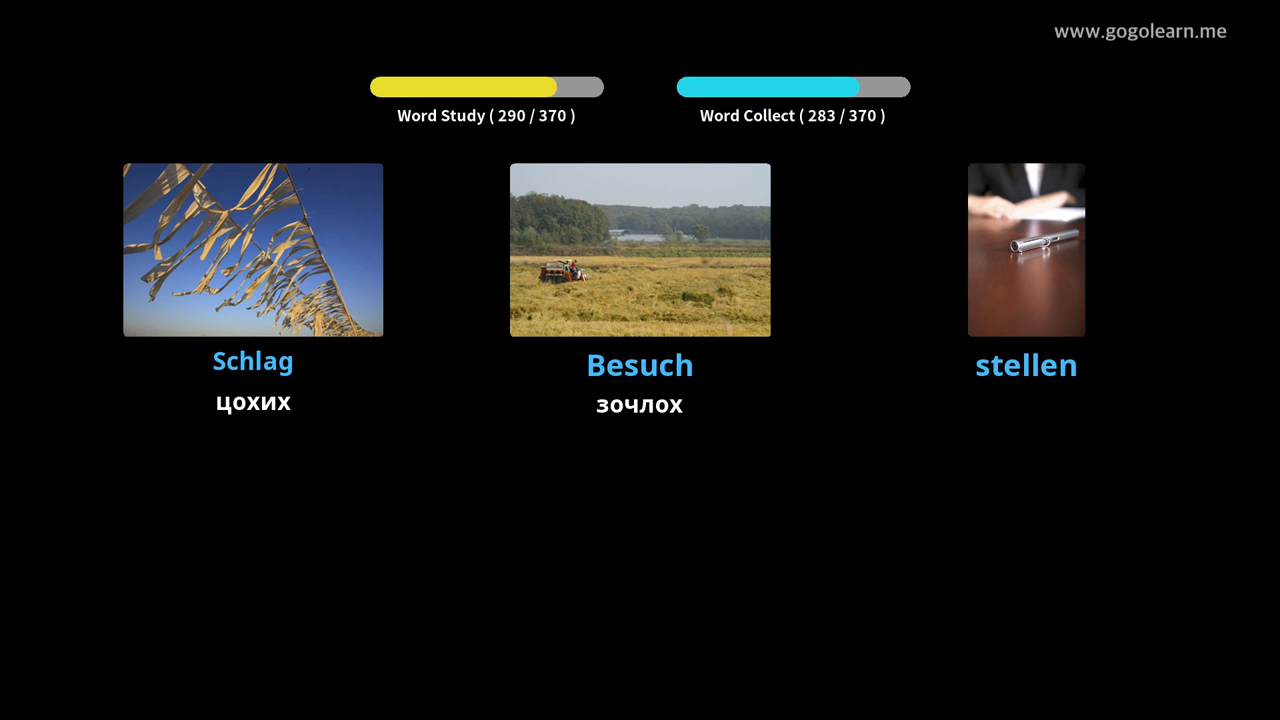 www.gogolearn.me
Word Study ( 290 / 370 )
Word Collect ( 283 / 370 )
Schlag
цохих
Besuch
зочлох
stellen